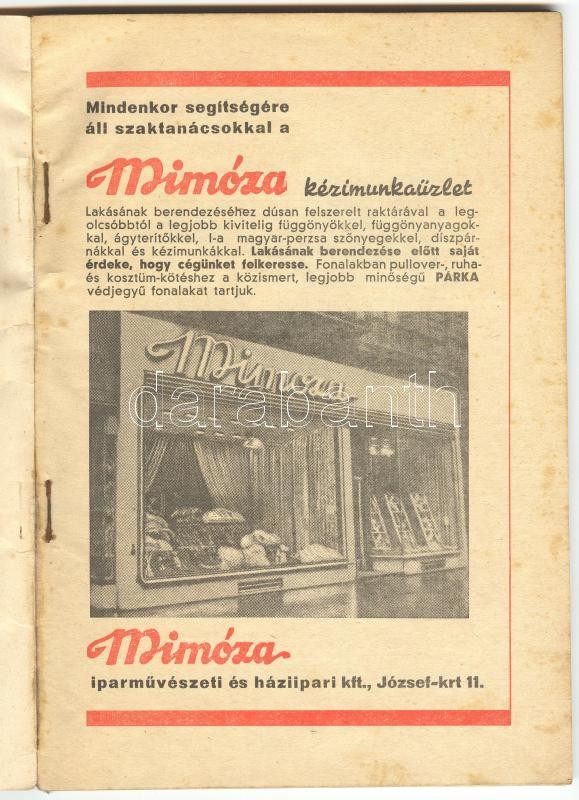 Mindenkor segítségére
áll szaktanácsokkal a
Mimóza kézimunkaüzlet
Lakásának berendezéséhez dúsan felszerelt raktárával a leg-
olcsóbbtól a legjobb kivitelig függönyökkel, függönyanyagok-
kal, ágyterítőkkel, I-a magyar-perzsa szőnyegekkel, díszpár-
nákkal és kézimunkákkal. Lakásának berendezése előtt saját
érdeke, hogy cégünket felkeresse. Fonalakban pullover-, ruha-
és kosztüm-kötéshez a közismert, legjobb minőségű PÁRKA
védjegyű fonalakat tartjuk.
Mimóza
darabanth
Mimóza
iparművészeti és háziipari kft., József-krt 11.